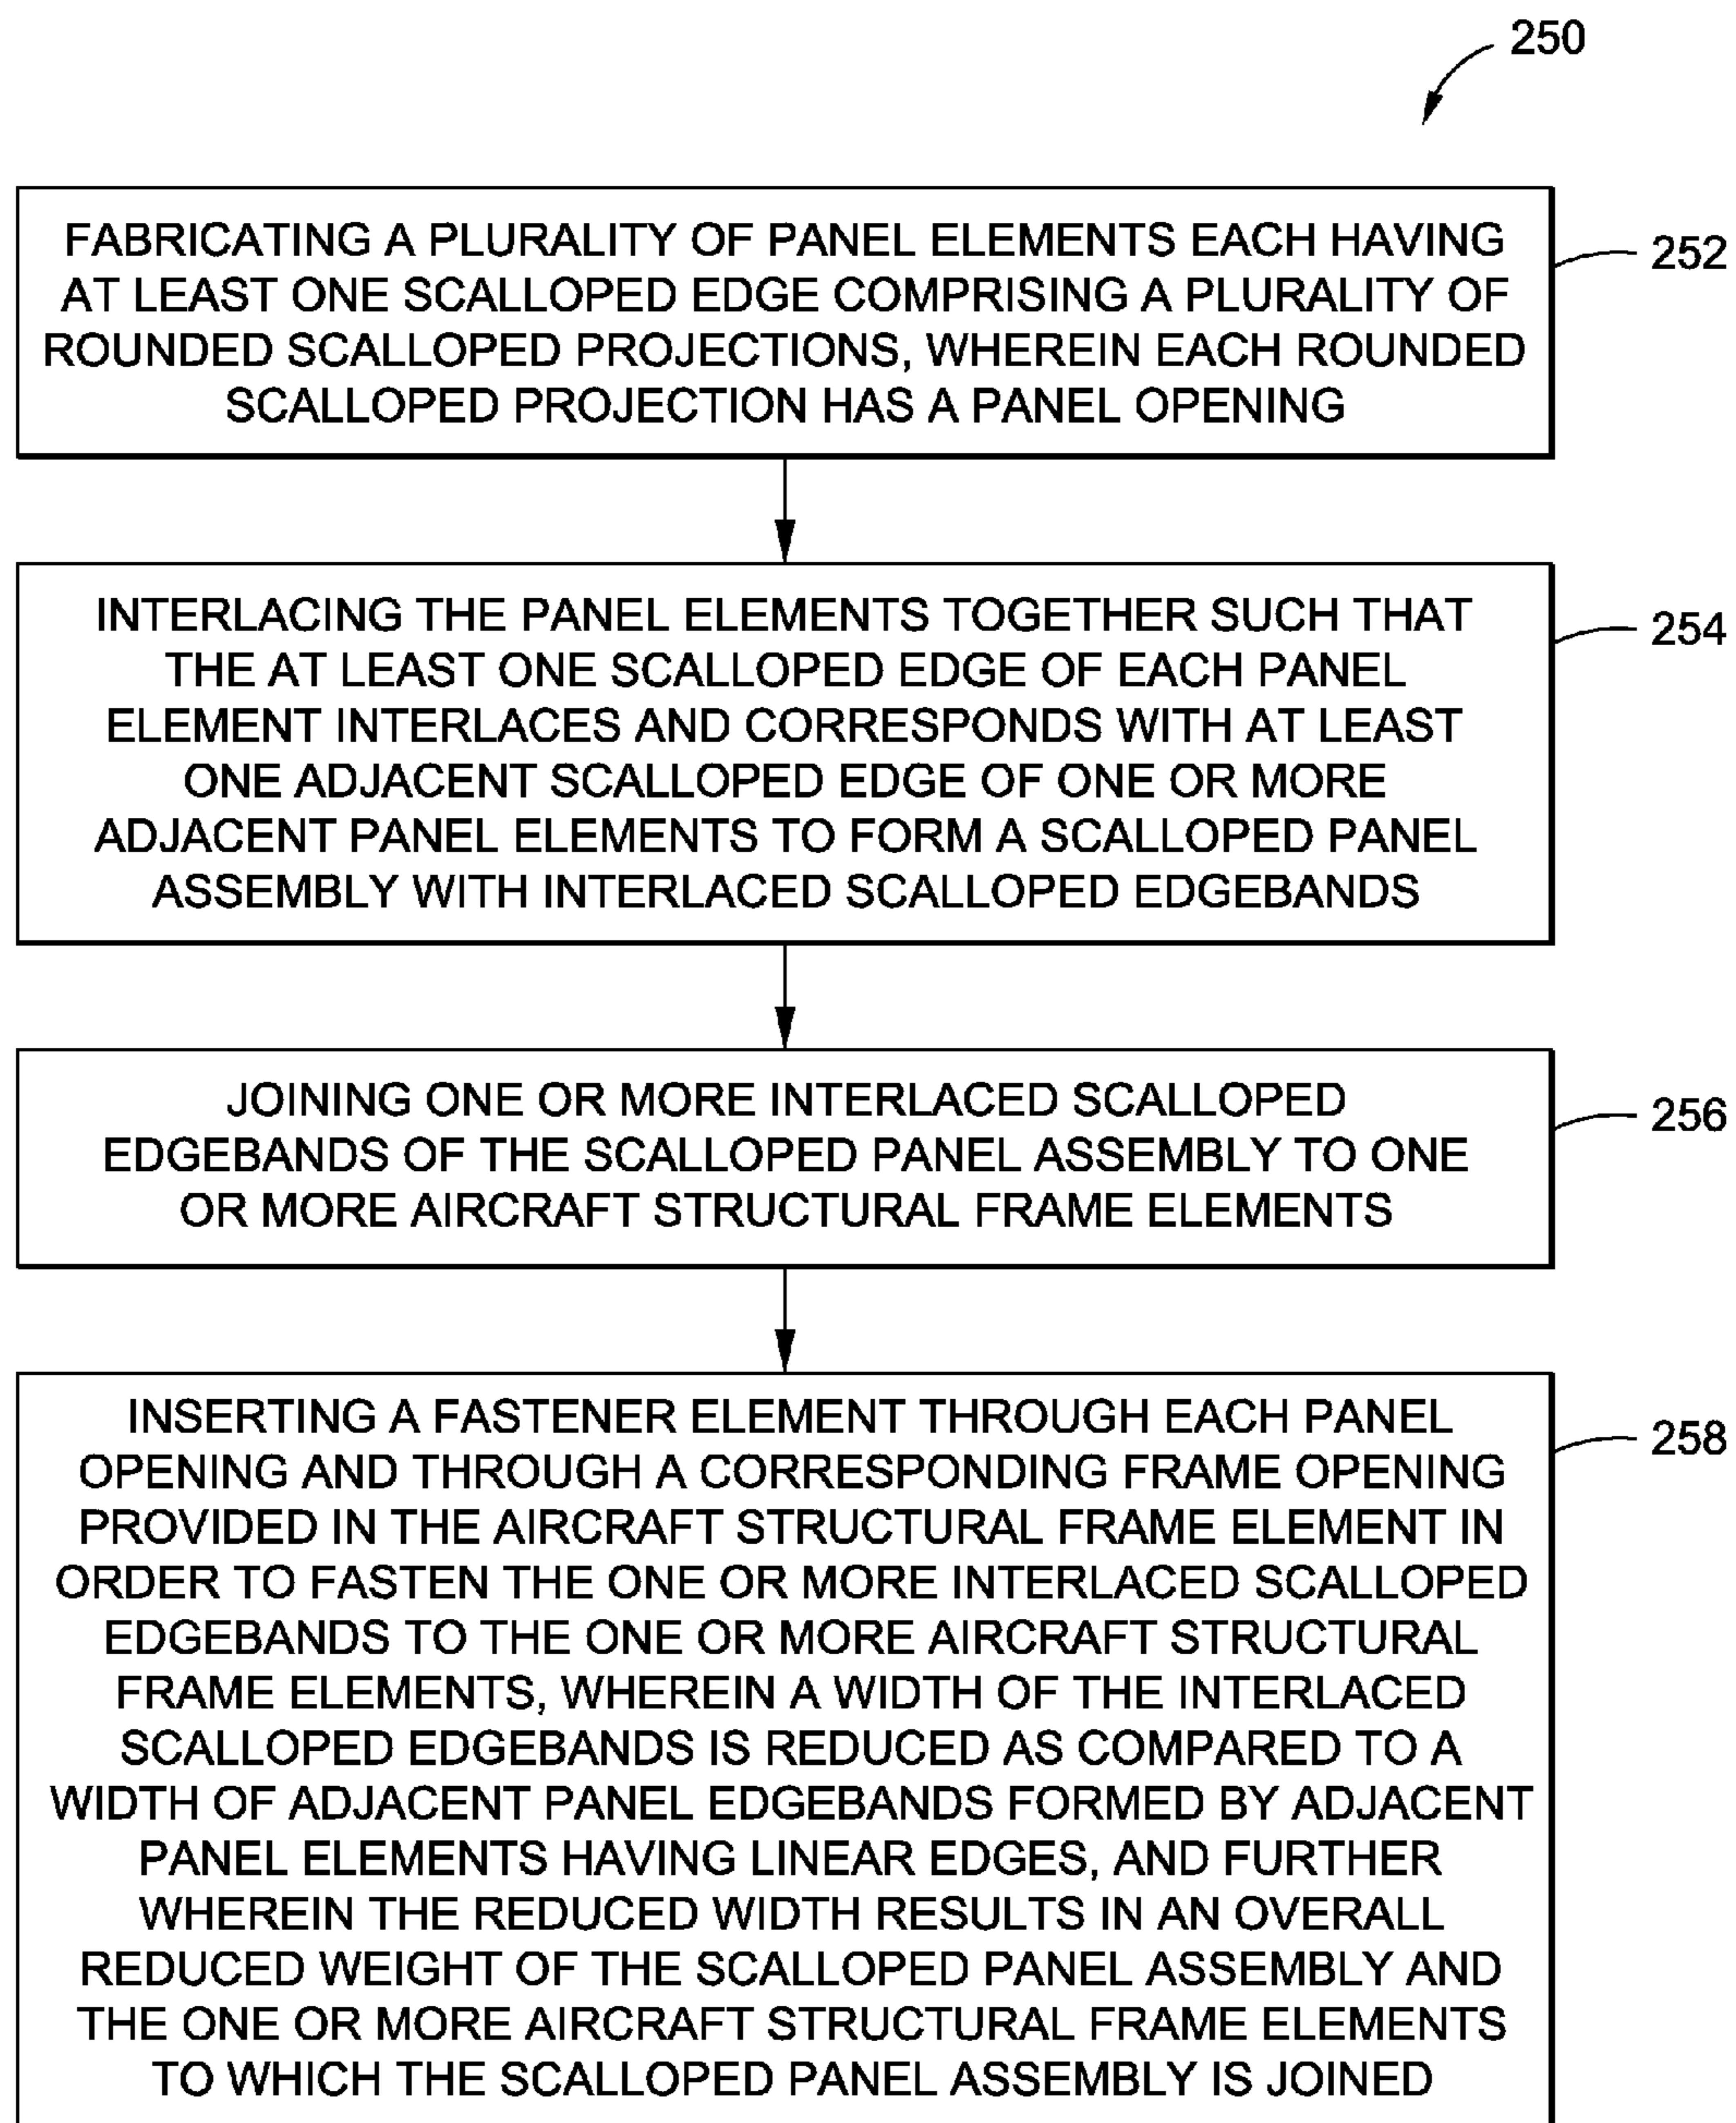 250
FABRICATING A PLURALITY OF PANEL ELEMENTS EACH HAVING
AT LEAST ONE SCALLOPED EDGE COMPRISING A PLURALITY OF
ROUNDED SCALLOPED PROJECTIONS, WHEREIN EACH ROUNDED
SCALLOPED PROJECTION HAS A PANEL OPENING
252
INTERLACING THE PANEL ELEMENTS TOGETHER SUCH THAT
THE AT LEAST ONE SCALLOPED EDGE OF EACH PANEL
ELEMENT INTERLACES AND CORRESPONDS WITH AT LEAST
ONE ADJACENT SCALLOPED EDGE OF ONE OR MORE
ADJACENT PANEL ELEMENTS TO FORM A SCALLOPED PANEL
ASSEMBLY WITH INTERLACED SCALLOPED EDGEBANDS
254
JOINING ONE OR MORE INTERLACED SCALLOPED
EDGEBANDS OF THE SCALLOPED PANEL ASSEMBLY TO ONE
OR MORE AIRCRAFT STRUCTURAL FRAME ELEMENTS
256
INSERTING A FASTENER ELEMENT THROUGH EACH PANEL
OPENING AND THROUGH A CORRESPONDING FRAME OPENING
PROVIDED IN THE AIRCRAFT STRUCTURAL FRAME ELEMENT IN
ORDER TO FASTEN THE ONE OR MORE INTERLACED SCALLOPED
EDGEBANDS TO THE ONE OR MORE AIRCRAFT STRUCTURAL
FRAME ELEMENTS, WHEREIN A WIDTH OF THE INTERLACED
SCALLOPED EDGEBANDS IS REDUCED AS COMPARED TO A
WIDTH OF ADJACENT PANEL EDGEBANDS FORMED BY ADJACENT
PANEL ELEMENTS HAVING LINEAR EDGES, AND FURTHER
WHEREIN THE REDUCED WIDTH RESULTS IN AN OVERALL
REDUCED WEIGHT OF THE SCALLOPED PANEL ASSEMBLY AND
THE ONE OR MORE AIRCRAFT STRUCTURAL FRAME ELEMENTS
TO WHICH THE SCALLOPED PANEL ASSEMBLY IS JOINED
258